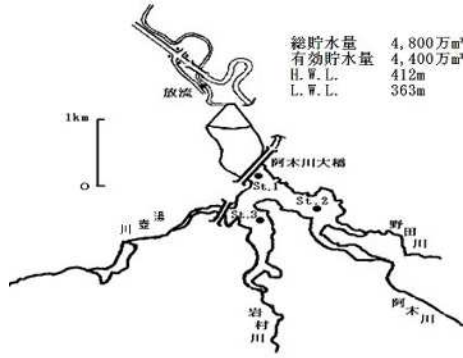 総貯水量 4,800万m³
有効貯水量 4,400万m³
H.W.L. 412m
L.W.L. 363m
放流
1km
0
阿木川大橋
St.1
St.2
St.3
湯壺川
野田川
阿木川
岩村川